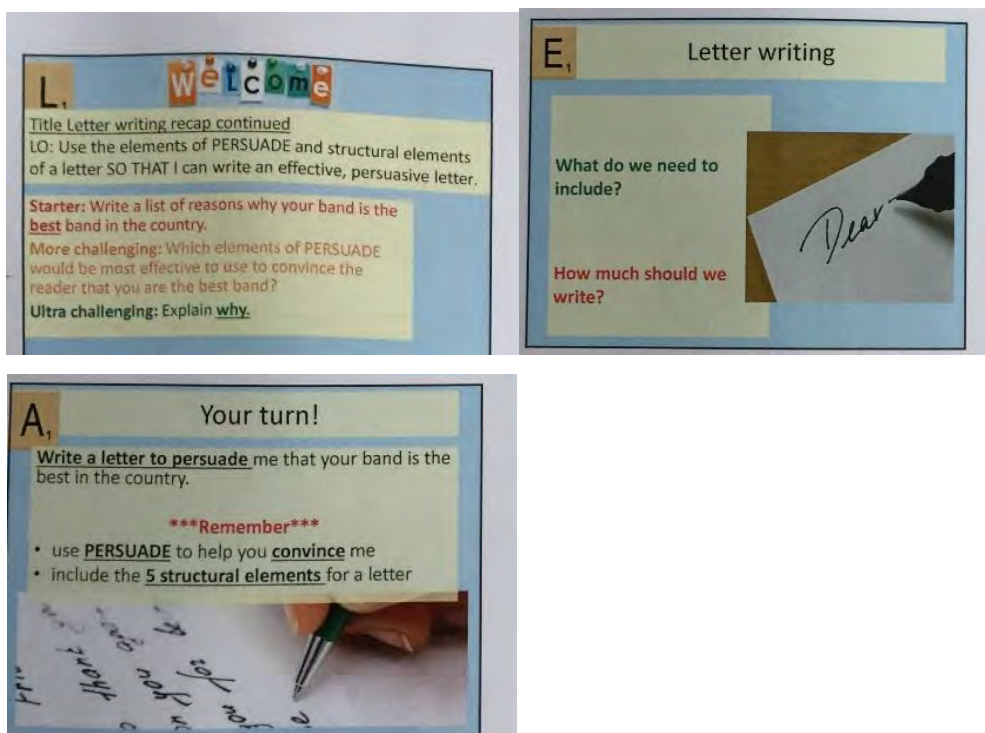 L1
Welcome
Title Letter writing recap continued
LO: Use the elements of PERSUADE and structural elements
of a letter SO THAT I can write an effective, persuasive letter.
Starter: Write a list of reasons why your band is the
best band in the country.
More challenging: Which elements of PERSUADE
would be most effective to use to convince the
reader that you are the best band?
Ultra challenging: Explain why.
E1
Letter writing
What do we need to
include?
How much should we
write?
Dear
A1
Your turn!
Write a letter to persuade me that your band is the
best in the country.
***Remember***
• use PERSUADE to help you convince me
• include the 5 structural elements for a letter
thank
you
for
you